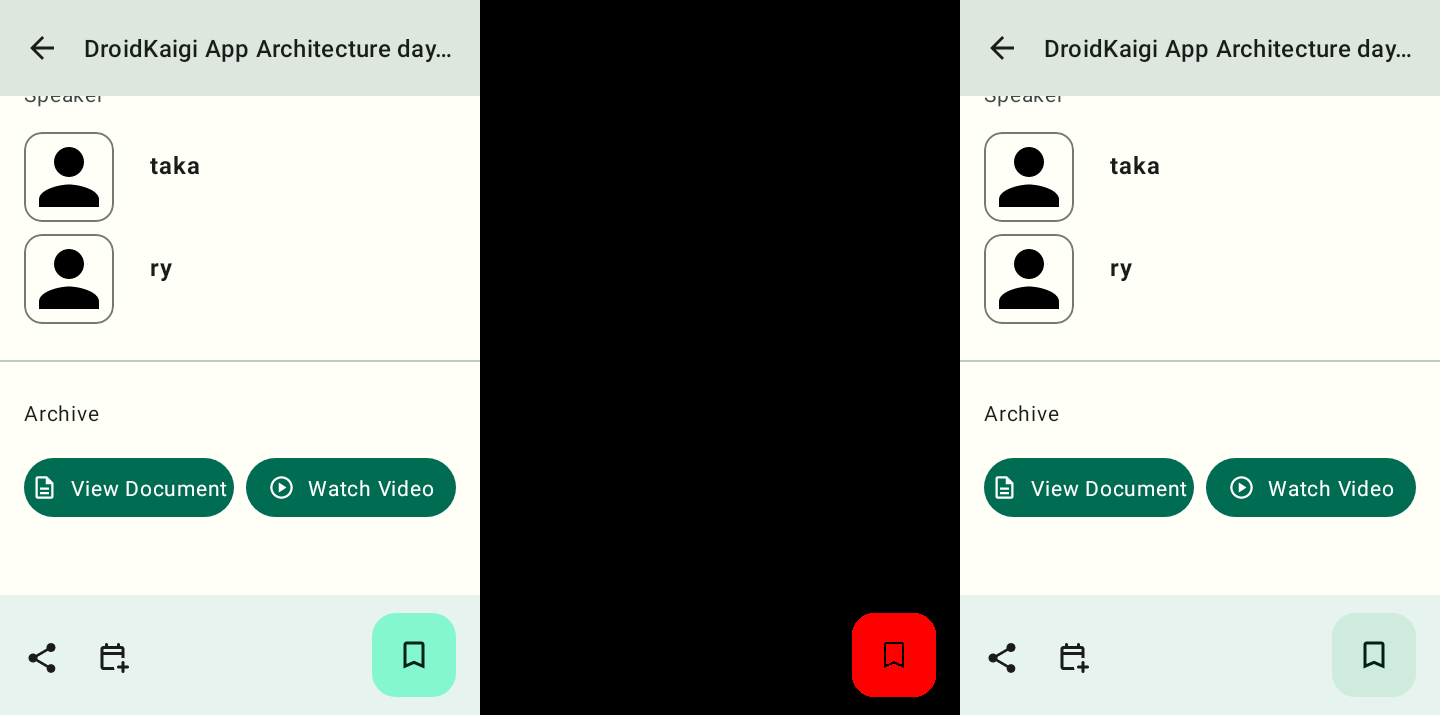 DroidKaigi App Architecture day...
Speaker
taka
ry
Archive
View Document
Watch Video
DroidKaigi App Architecture day...
Speaker
taka
ry
Archive
View Document
Watch Video